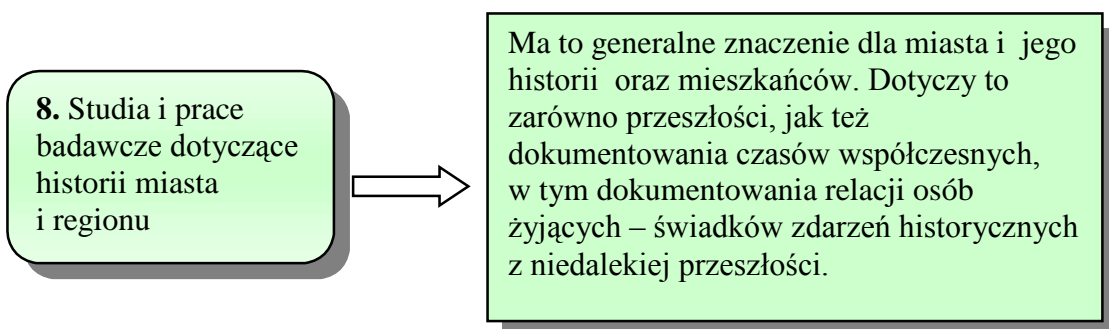 8. Studia i prace
badawcze dotyczące
historii miasta
i regionu
Ma to generalne znaczenie dla miasta i jego
historii oraz mieszkańców. Dotyczy to
zarówno przeszłości, jak też
dokumentowania czasów współczesnych,
w tym dokumentowania relacji osób
żyjących – świadków zdarzeń historycznych
z niedalekiej przeszłości.